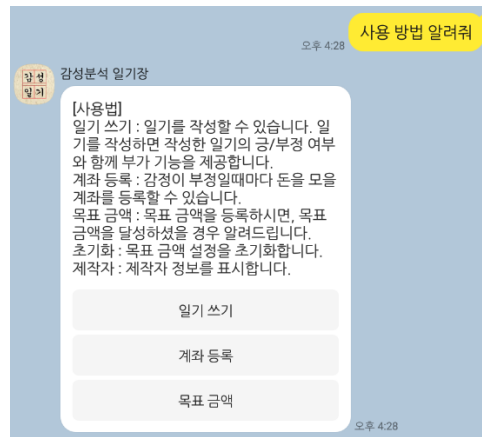 사용 방법 알려줘
오후 4:28
감성
일기
감성분석 일기장
[사용법]
일기 쓰기 : 일기를 작성할 수 있습니다. 일
기를 작성하면 작성한 일기의 긍/부정 여부
와 함께 부가 기능을 제공합니다.
계좌 등록 : 감정이 부정일때마다 돈을 모을
계좌를 등록할 수 있습니다.
목표 금액 : 목표 금액을 등록하시면, 목표
금액을 달성하셨을 경우 알려드립니다.
초기화 : 목표 금액 설정을 초기화합니다.
제작자 : 제작자 정보를 표시합니다.
일기 쓰기
계좌 등록
목표 금액
오후 4:28